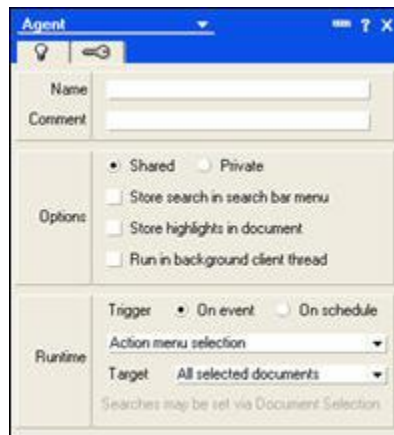 Agent ? X
Name
Comment
Options
Shared Private
Store search in search bar menu
Store highlights in document
Run in background client thread
Runtime
Trigger On event On schedule
Action menu selection
Target All selected documents
Searches may be set via Document Selection